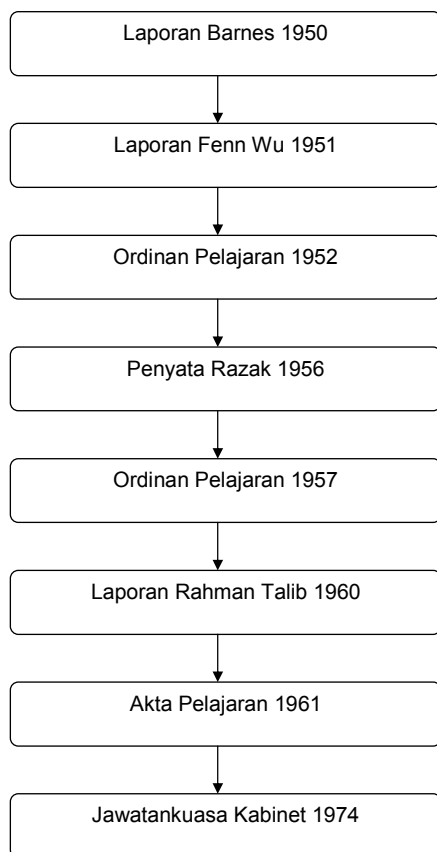 Laporan Barnes 1950
Laporan Fenn Wu 1951
Ordinan Pelajaran 1952
Penyata Razak 1956
Ordinan Pelajaran 1957
Laporan Rahman Talib 1960
Akta Pelajaran 1961
Jawatankuasa Kabinet 1974